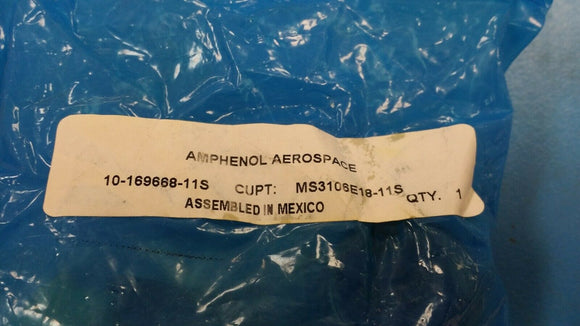 AMPHENOL AEROSPACE
10-169668-11S CUPT: MS3106E18-11S QTY. 1
ASSEMBLED IN MEXICO